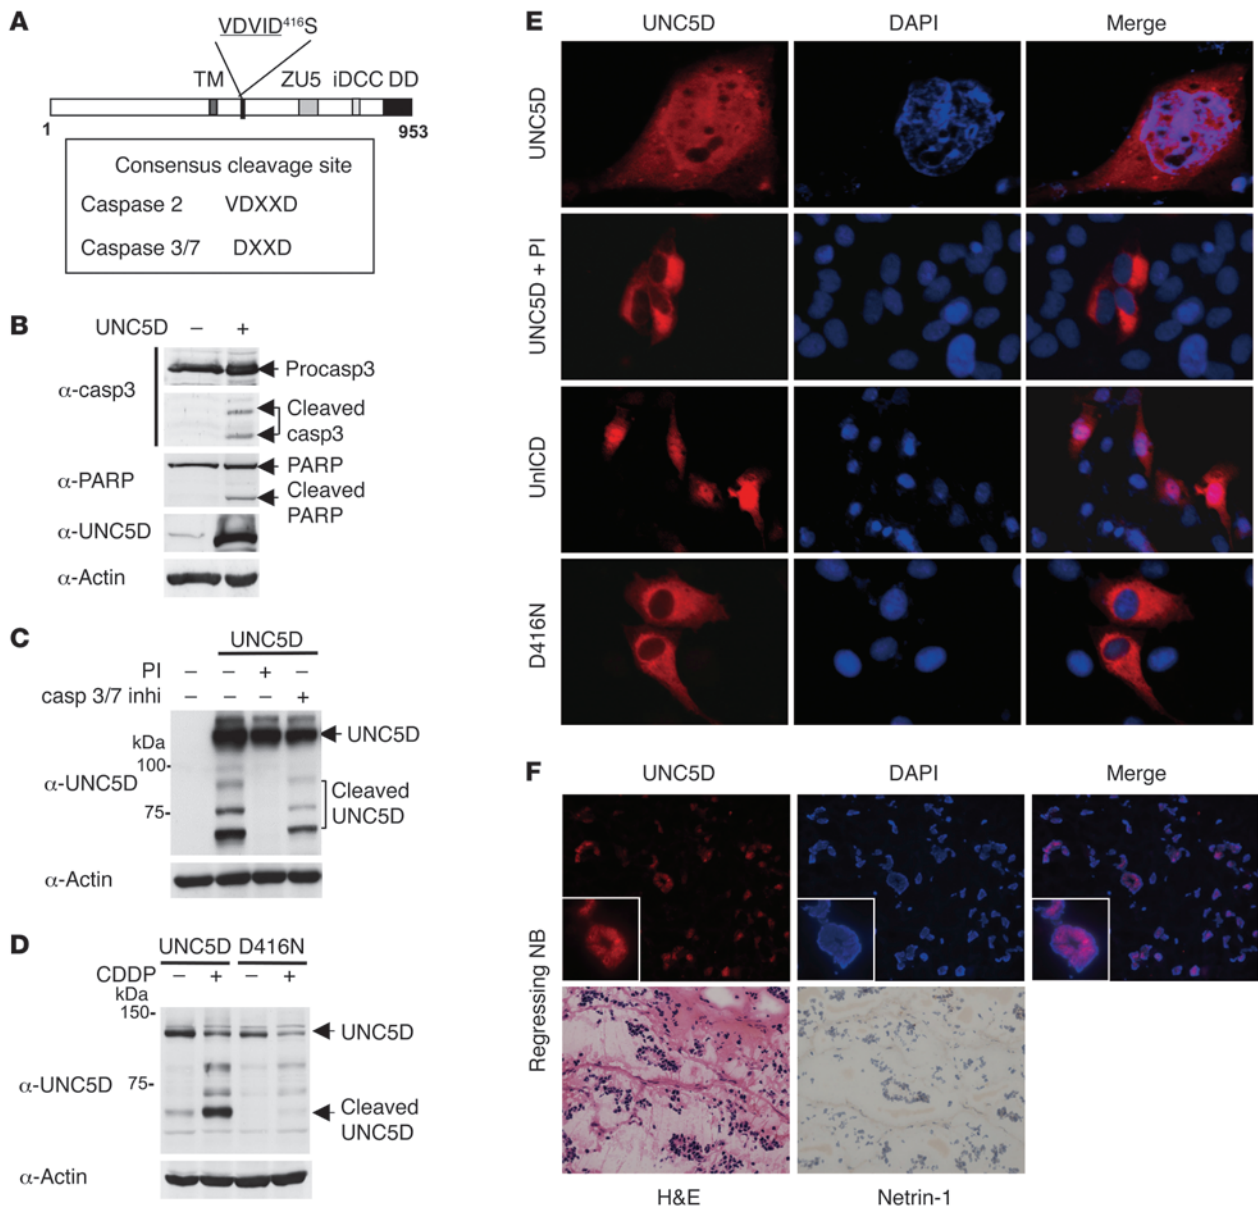 A
VDVID416S
TM ZU5 iDCC DD
1 953
Consensus cleavage site
Caspase 2 VDXXD
Caspase 3/7 DXXD
B
UNC5D – +
α-casp3
Procasp3
Cleaved
casp3
α-PARP
PARP
Cleaved
PARP
α-UNC5D
α-Actin
C
UNC5D
PI – – + –
casp 3/7 inhi – – – +
kDa
UNC5D
100-
α-UNC5D
Cleaved
UNC5D
75-
α-Actin
D
UNC5D D416N
CDDP – + – +
kDa
150-
UNC5D
α-UNC5D
75-
Cleaved
UNC5D
α-Actin
E
UNC5D DAPI Merge
UNC5D
UNC5D + PI
UnICD
D416N
F
UNC5D DAPI Merge
Regressing NB
H&E Netrin-1